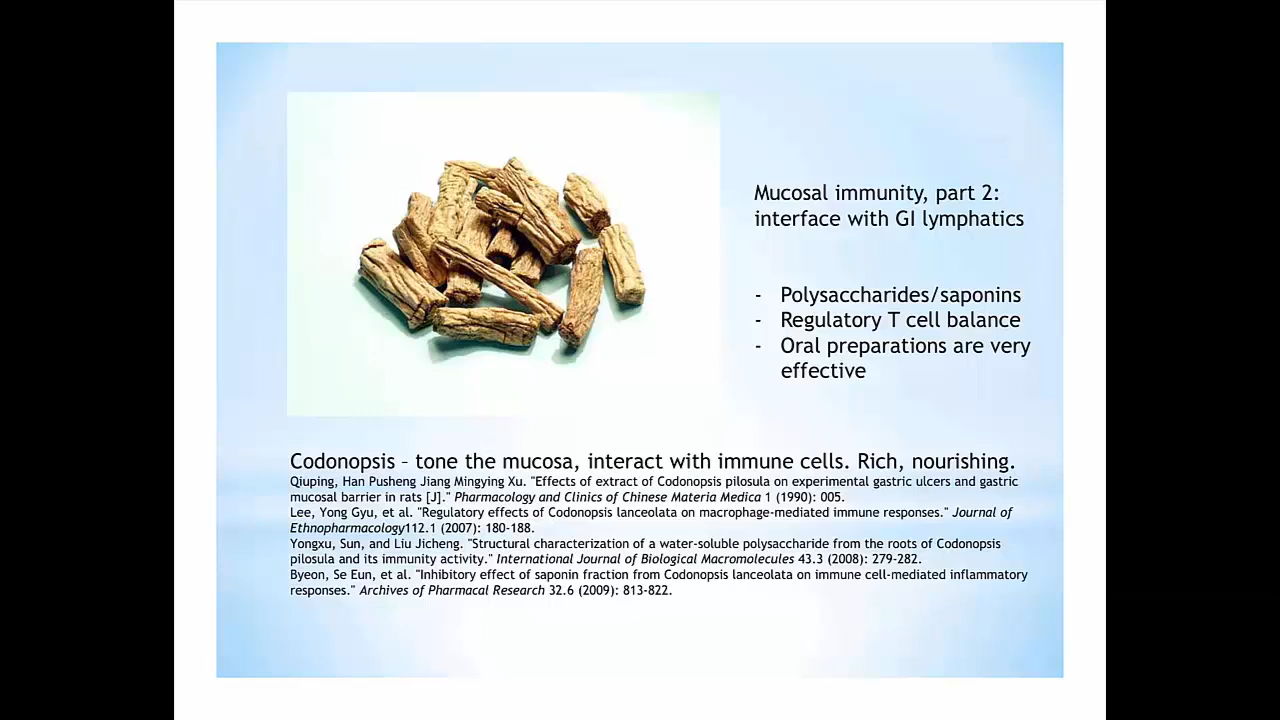 Mucosal immunity, part 2:
interface with GI lymphatics
- Polysaccharides/saponins
- Regulatory T cell balance
- Oral preparations are very
effective
Codonopsis – tone the mucosa, interact with immune cells. Rich, nourishing.
Qiuping, Han Pusheng Jiang Mingying Xu. "Effects of extract of Codonopsis pilosula on experimental gastric ulcers and gastric
mucosal barrier in rats [J]." Pharmacology and Clinics of Chinese Materia Medica 1 (1990): 005.
Lee, Yong Gyu, et al. "Regulatory effects of Codonopsis lanceolata on macrophage-mediated immune responses." Journal of
Ethnopharmacology112.1 (2007): 180-188.
Yongxu, Sun, and Liu Jicheng. "Structural characterization of a water-soluble polysaccharide from the roots of Codonopsis
pilosula and its immunity activity." International Journal of Biological Macromolecules 43.3 (2008): 279-282.
Byeon, Se Eun, et al. "Inhibitory effect of saponin fraction from Codonopsis lanceolata on immune cell-mediated inflammatory
responses." Archives of Pharmacal Research 32.6 (2009): 813-822.